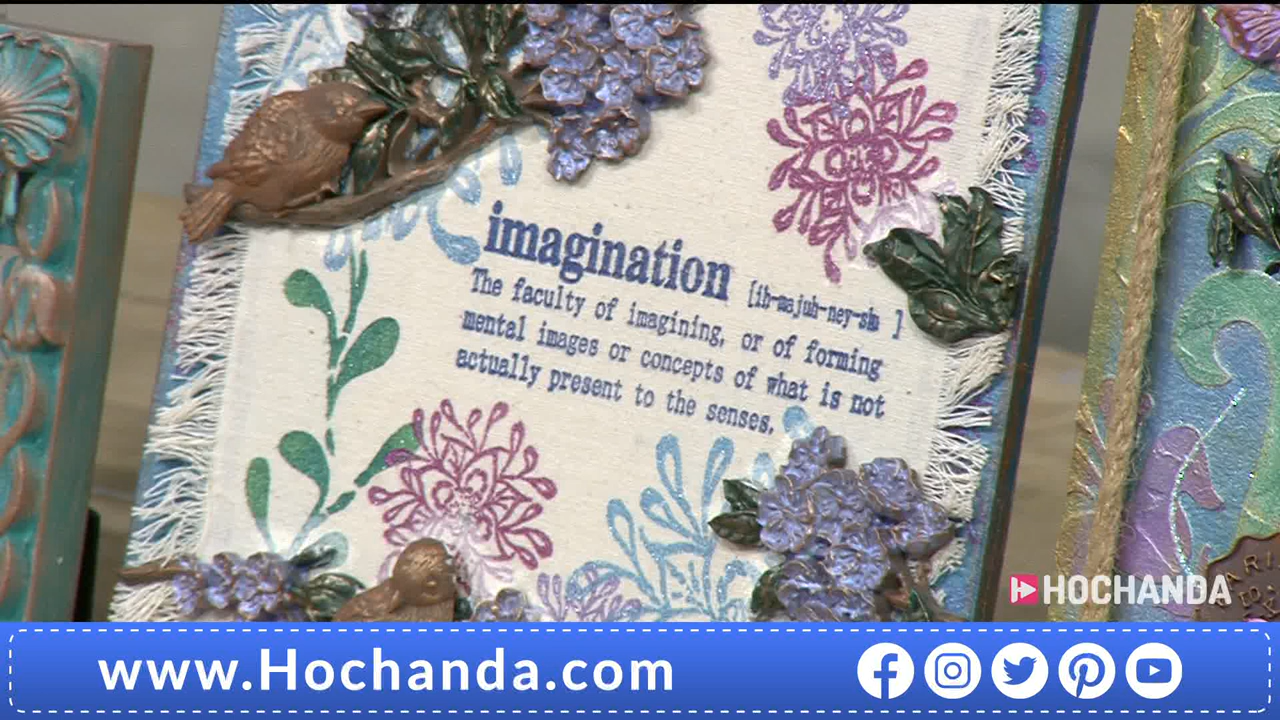 imagination [ih-majuh-ney-shn ]
The faculty of imagining, or of forming
mental images or concepts of what is not
actually present to the senses.
HOCHANDA
www.Hochanda.com